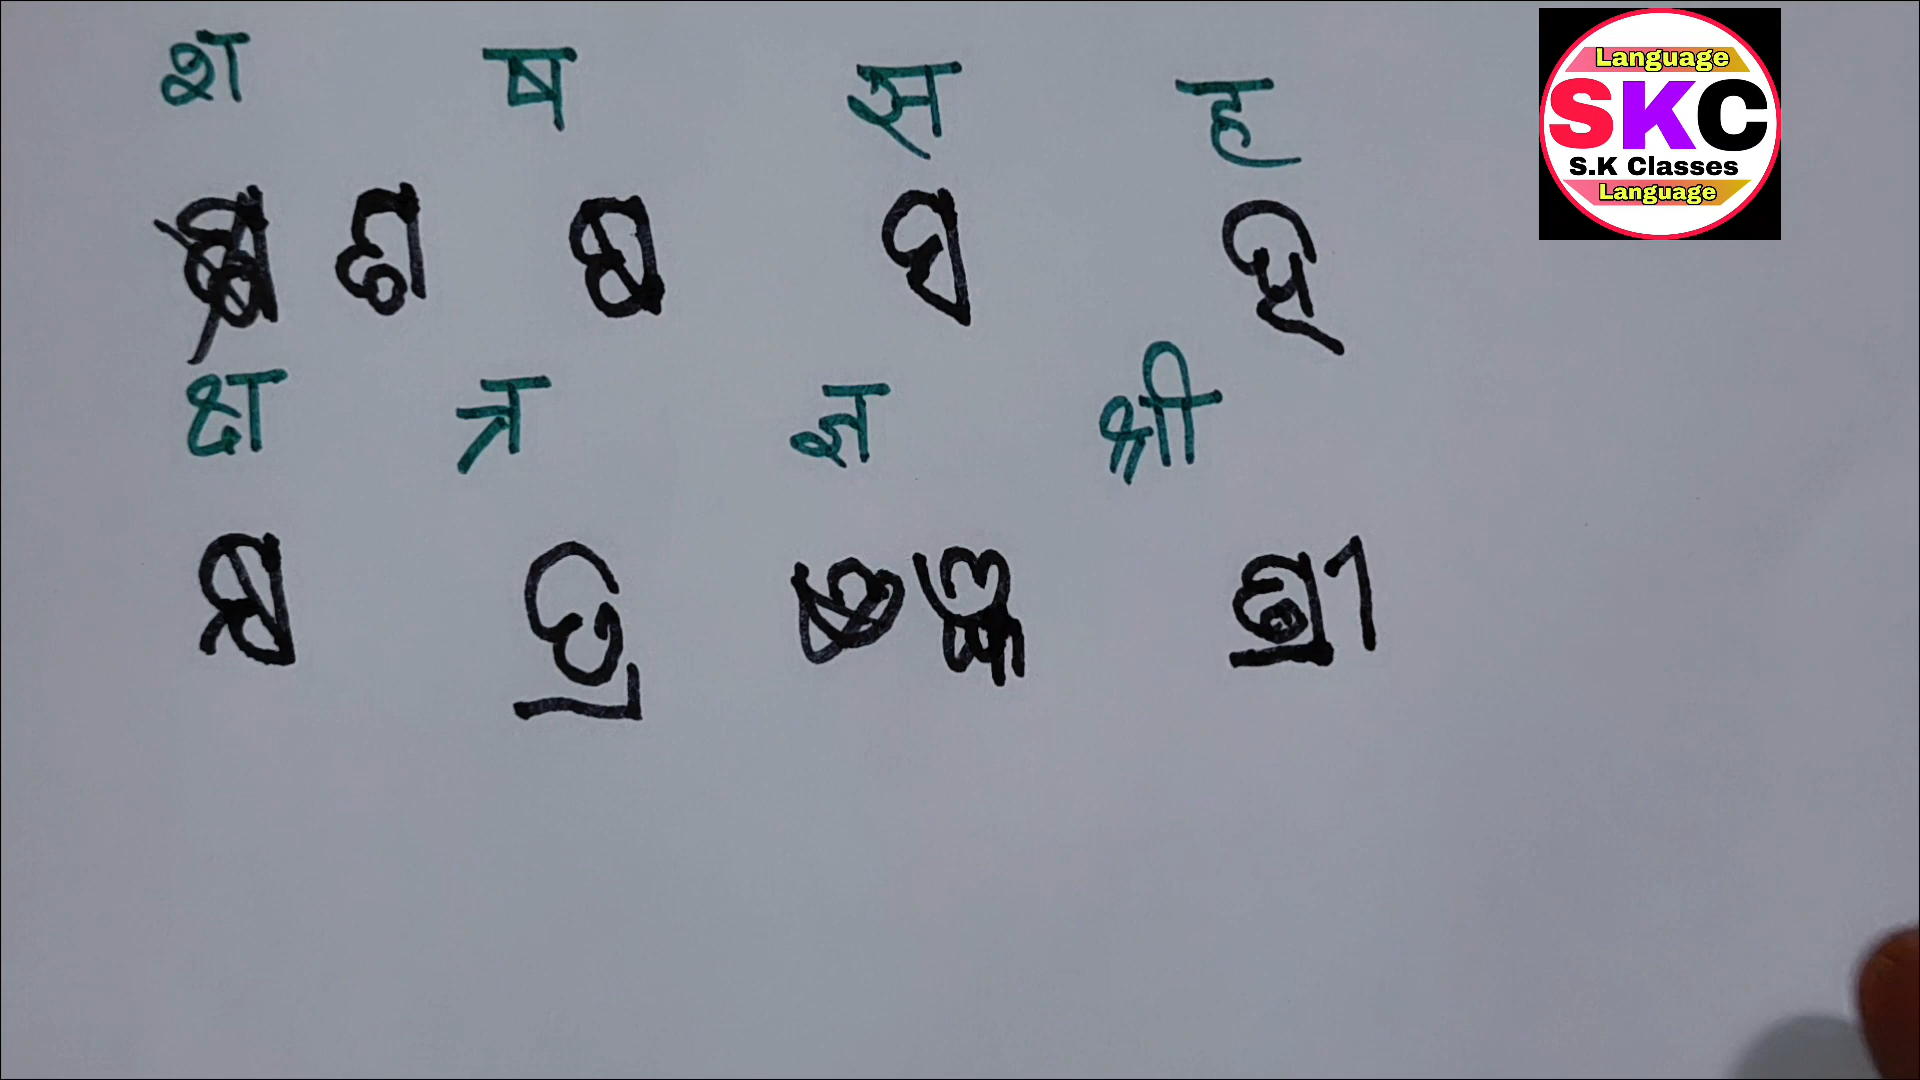 श ष स ह
ଶ ଷ ସ ହ
क्ष त्र ज्ञ श्री
କ୍ଷ ତ୍ର ଜ୍ଞ ଶ୍ରୀ
Language
SKC
S.K Classes
Language